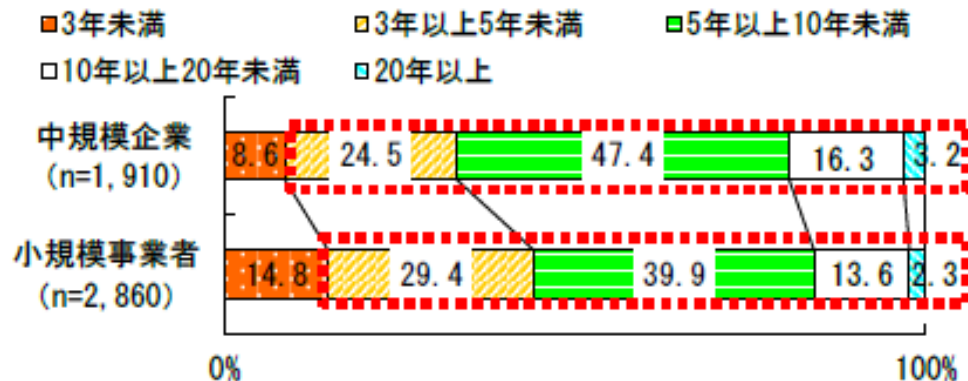 ■3年未満 ■3年以上5年未満 ■5年以上10年未満
□10年以上20年未満 ■20年以上
中規模企業
(n=1,910)
8.6 24.5 47.4 16.3 3.2
小規模事業者
(n=2,860)
14.8 29.4 39.9 13.6 2.3
0% 100%